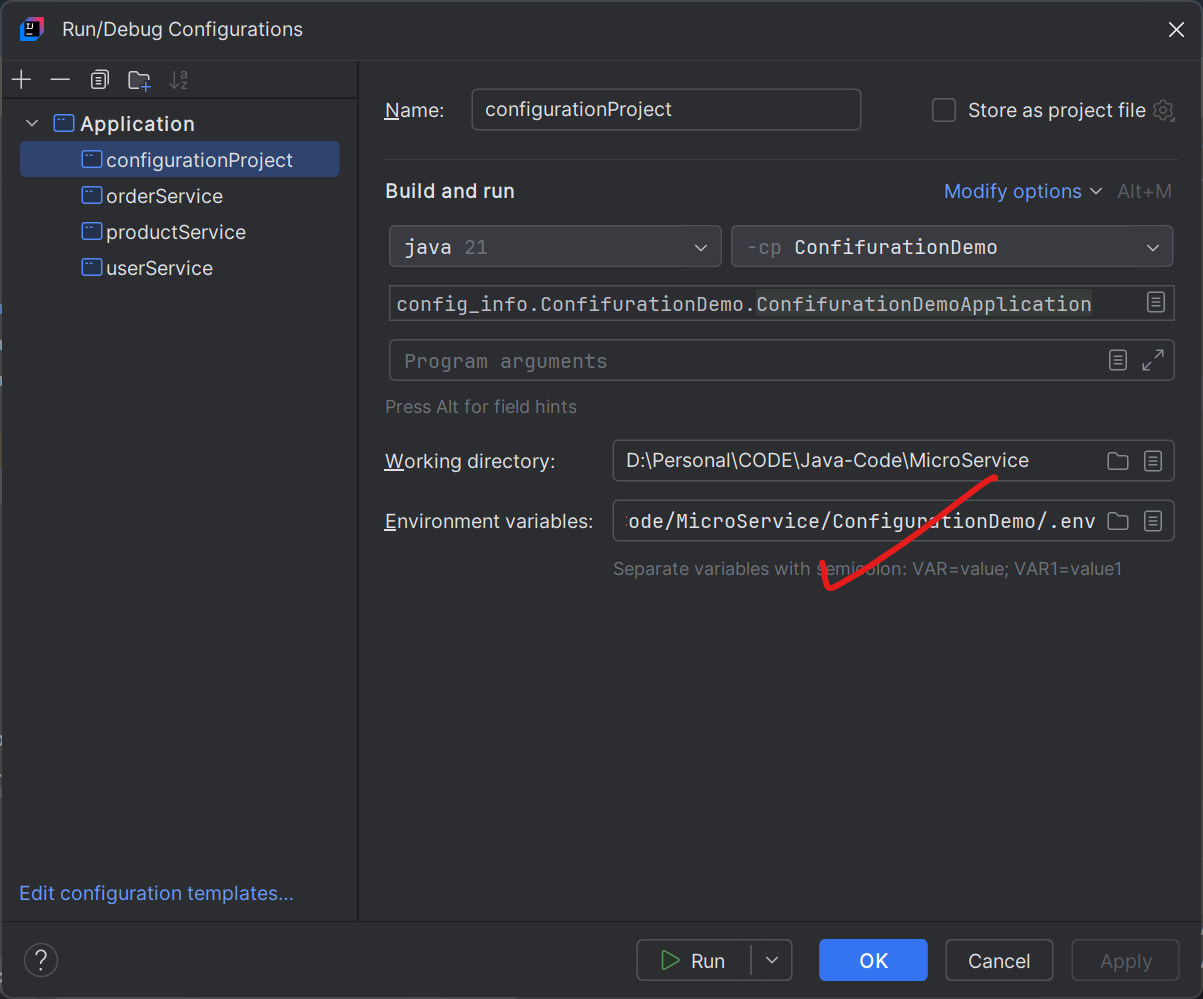 Run/Debug Configurations
Application
configurationProject
orderService
productService
userService
Edit configuration templates...
Name: configurationProject Store as project file
Build and run Modify options Alt+M
java 21 -cp ConfifurationDemo
config_info.ConfifurationDemo.ConfifurationDemoApplication
Program arguments
Press Alt for field hints
Working directory: D:\Personal\CODE\Java-Code\MicroService
Environment variables: ode/MicroService/ConfigurationDemo/.env
Separate variables with semicolon: VAR=value; VAR1=value1
? Run OK Cancel Apply